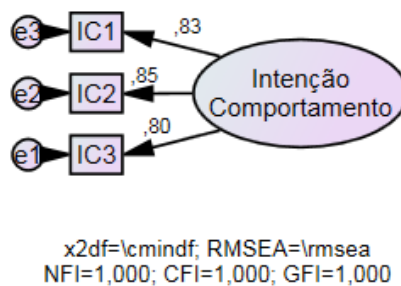 e3 IC1 ,83
e2 IC2 ,85
e1 IC3 ,80
Intenção
Comportamento
x2df=\cmindf; RMSEA=\rmsea
NFI=1,000; CFI=1,000; GFI=1,000